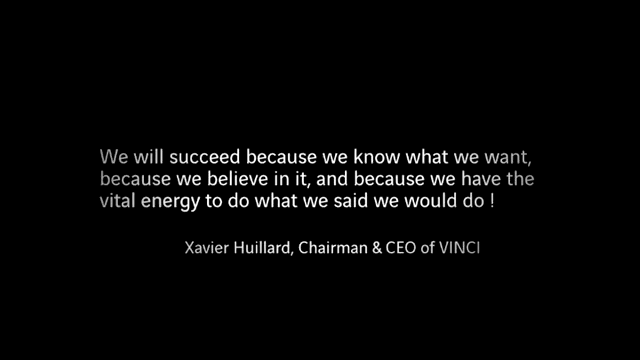 We will succeed because we know what we want,
because we believe in it, and because we have the
vital energy to do what we said we would do !
Xavier Huillard, Chairman & CEO of VINCI